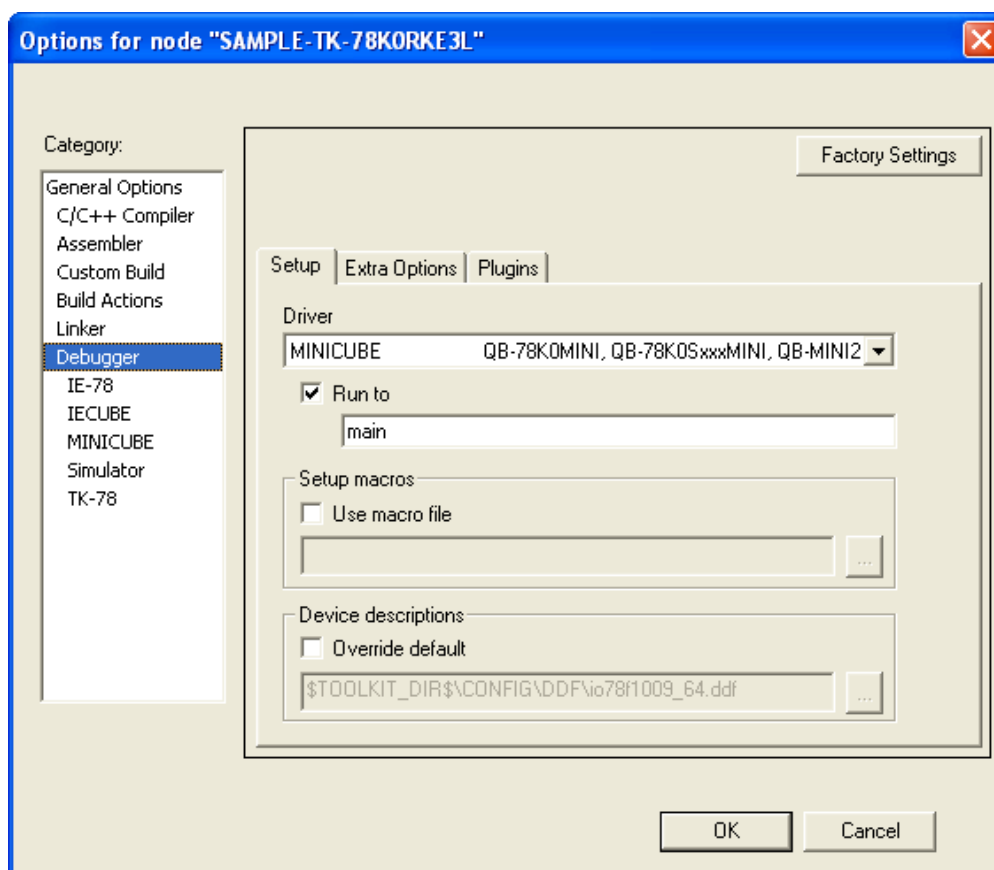 Options for node "SAMPLE-TK-78K0RKE3L"
Category:
Factory Settings
General Options
C/C++ Compiler
Assembler
Custom Build
Build Actions
Linker
Debugger
IE-78
IECUBE
MINICUBE
Simulator
TK-78
Setup
Extra Options
Plugins
Driver
MINICUBE QB-78K0MINI, QB-78K0SxxxMINI, QB-MINI2
Run to
main
Setup macros
Use macro file
...
Device descriptions
Override default
$TOOLKIT_DIR$\CONFIG\DDF\io78f1009_64.ddf
...
OK
Cancel